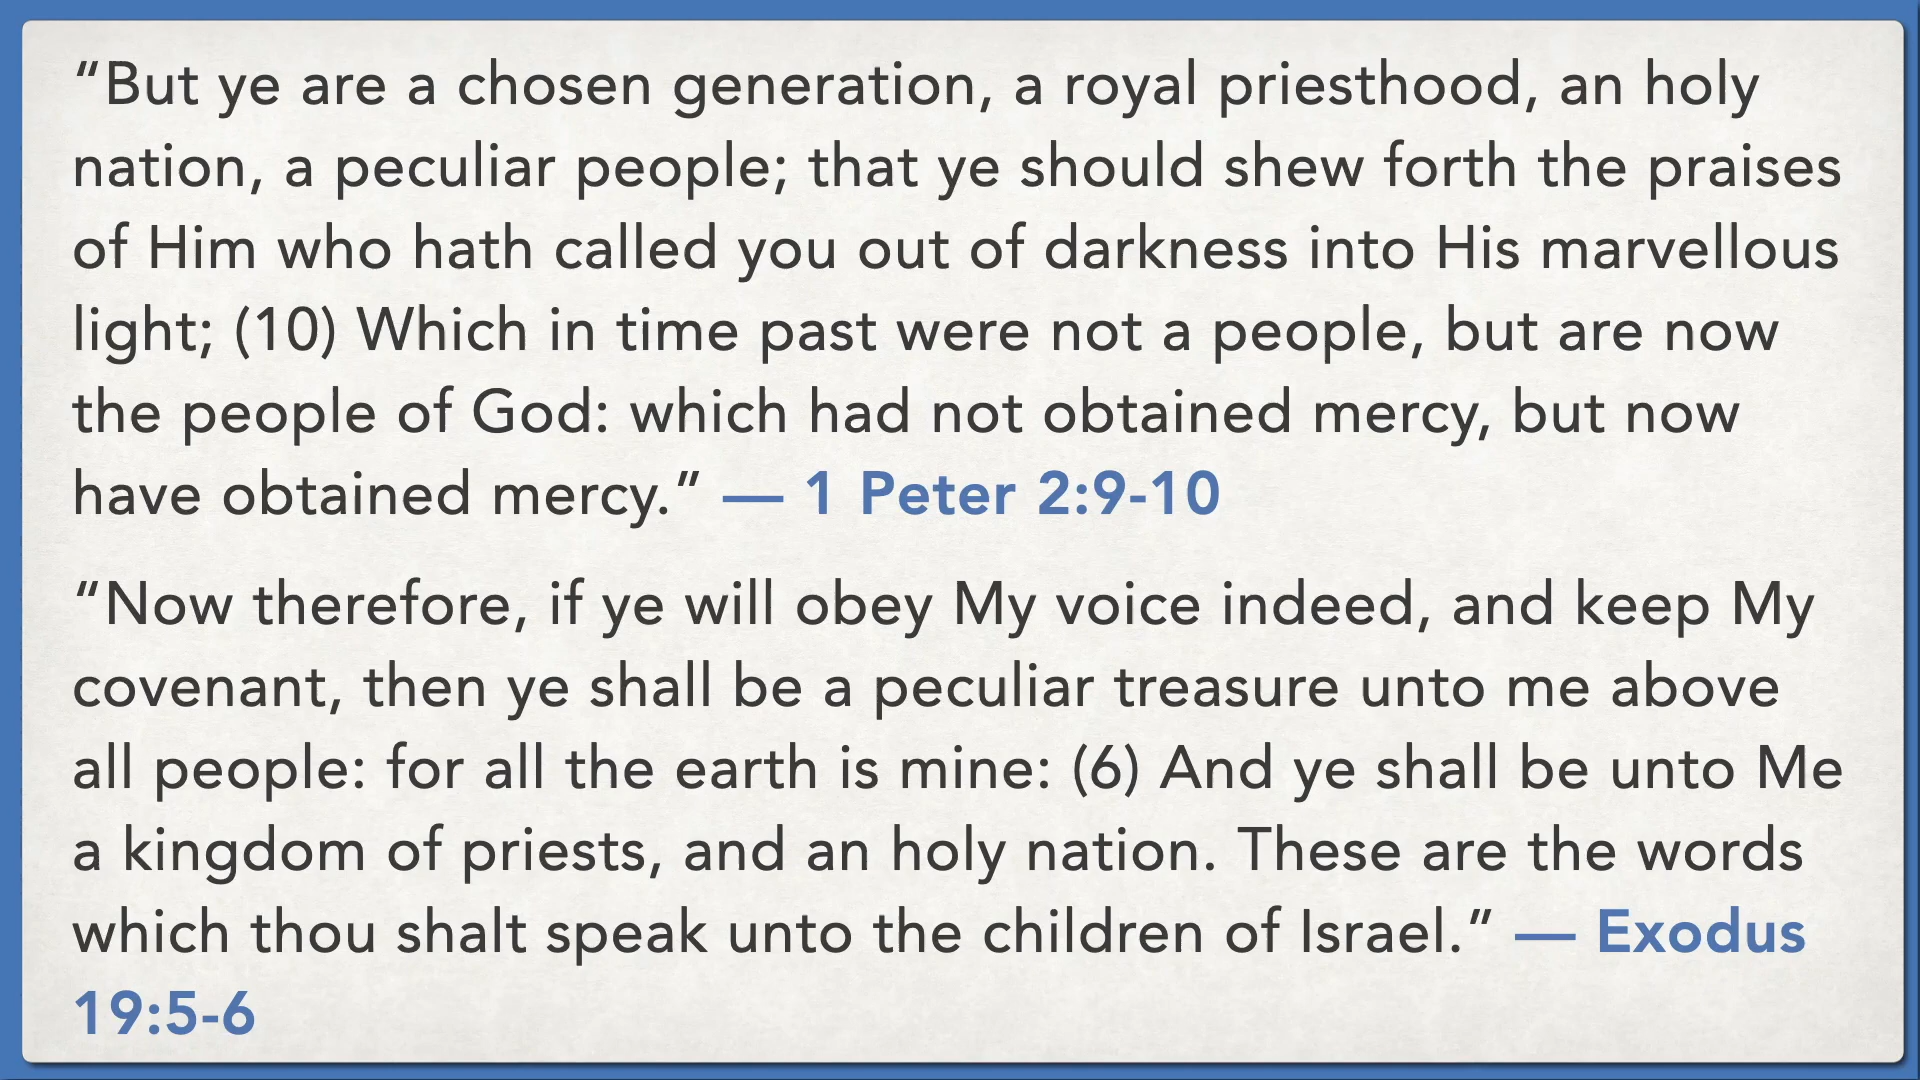 “But ye are a chosen generation, a royal priesthood, an holy
nation, a peculiar people; that ye should shew forth the praises
of Him who hath called you out of darkness into His marvellous
light; (10) Which in time past were not a people, but are now
the people of God: which had not obtained mercy, but now
have obtained mercy.” — 1 Peter 2:9-10
“Now therefore, if ye will obey My voice indeed, and keep My
covenant, then ye shall be a peculiar treasure unto me above
all people: for all the earth is mine: (6) And ye shall be unto Me
a kingdom of priests, and an holy nation. These are the words
which thou shalt speak unto the children of Israel.” — Exodus
19:5-6